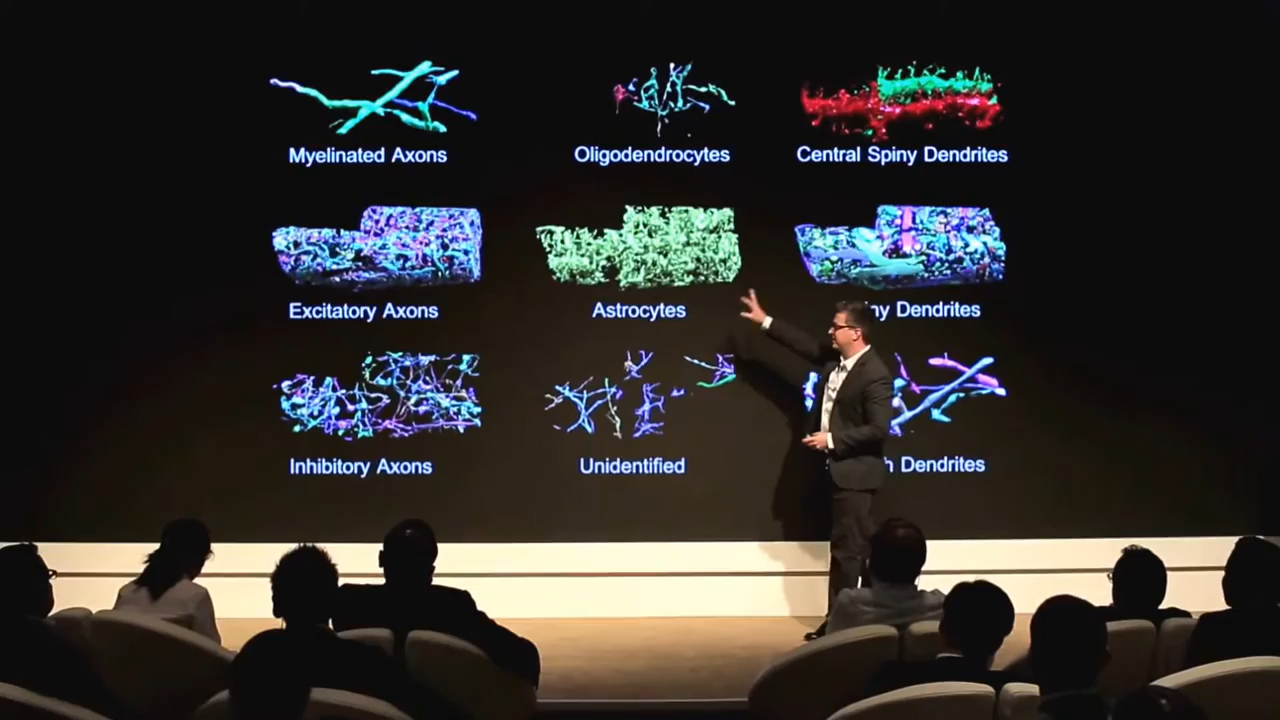 Myelinated Axons
Oligodendrocytes
Central Spiny Dendrites
Excitatory Axons
Astrocytes
Dendrites
Inhibitory Axons
Unidentified
Dendrites